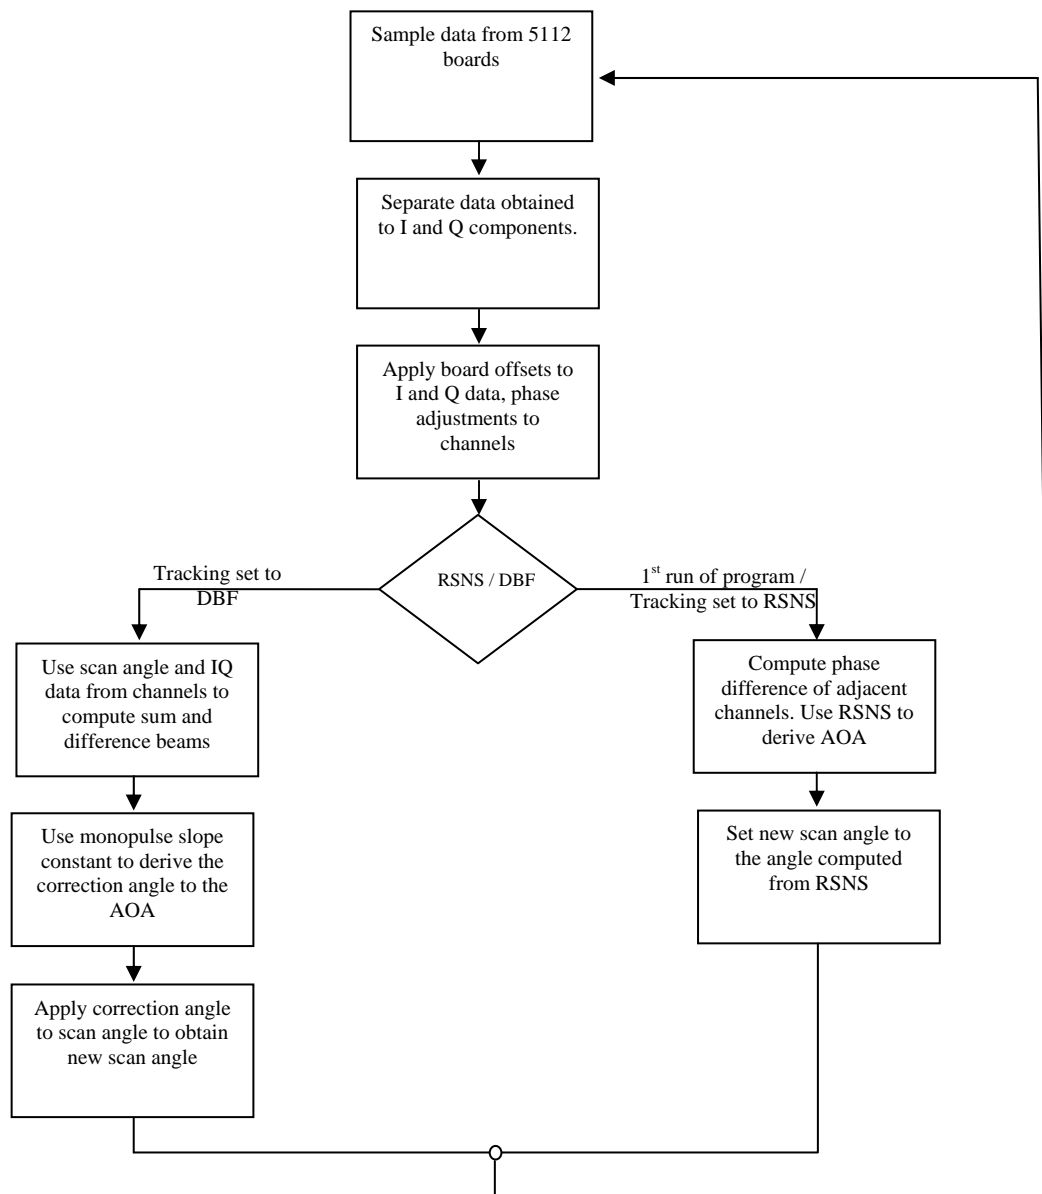 Sample data from 5112
boards
Separate data obtained
to I and Q components.
Apply board offsets to
I and Q data, phase
adjustments to
channels
RSNS / DBF
Tracking set to
DBF
1st run of program /
Tracking set to RSNS
Use scan angle and IQ
data from channels to
compute sum and
difference beams
Compute phase
difference of adjacent
channels. Use RSNS to
derive AOA
Use monopulse slope
constant to derive the
correction angle to the
AOA
Set new scan angle to
the angle computed
from RSNS
Apply correction angle
to scan angle to obtain
new scan angle